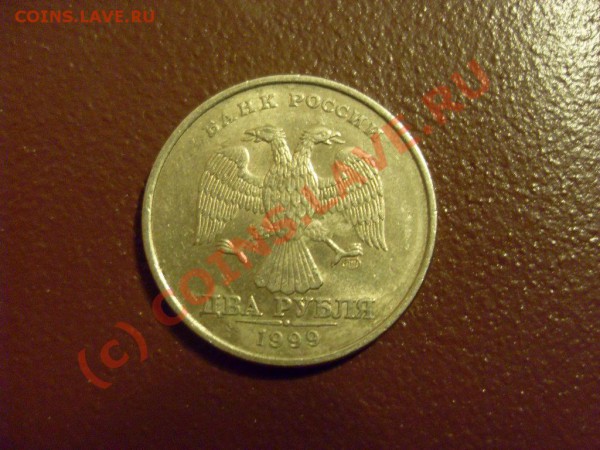 COINS.LAVE.RU
БАНК РОССИИ
(c) COINS.LAVE.RU
ДВА РУБЛЯ
1999